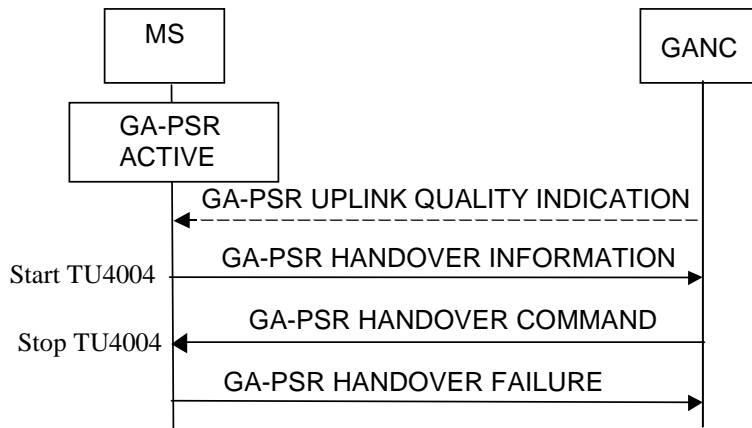 MS
GANC
GA-PSR
ACTIVE
GA-PSR UPLINK QUALITY INDICATION
GA-PSR HANDOVER INFORMATION
Start TU4004
GA-PSR HANDOVER COMMAND
Stop TU4004
GA-PSR HANDOVER FAILURE